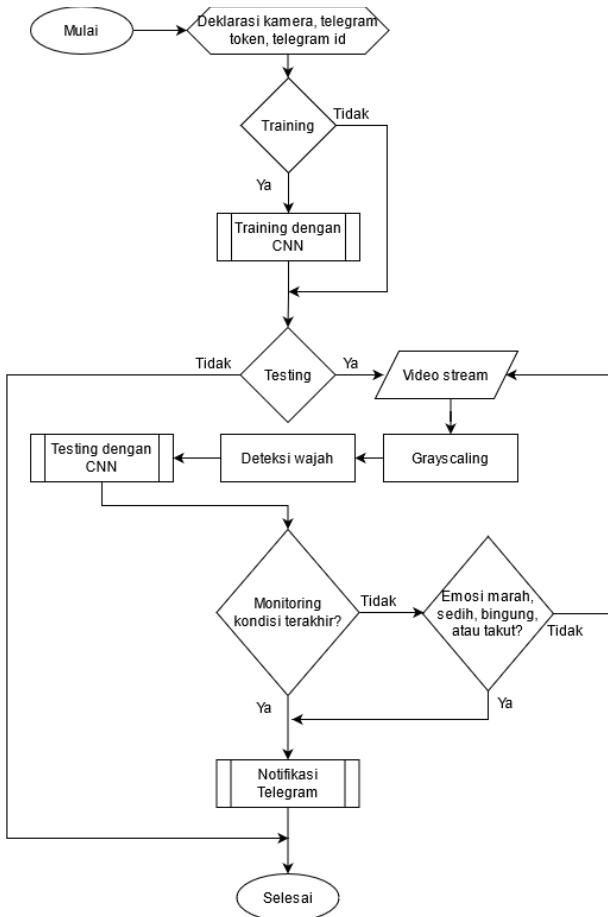 Mulai
Deklarasi kamera, telegram
token, telegram id
Training
Tidak
Ya
Training dengan
CNN
Tidak
Testing
Ya
Video stream
Testing dengan
CNN
Deteksi wajah
Grayscaling
Monitoring
kondisi terakhir?
Tidak
Emosi marah,
sedih, bingung,
atau takut?
Tidak
Ya
Ya
Notifikasi
Telegram
Selesai